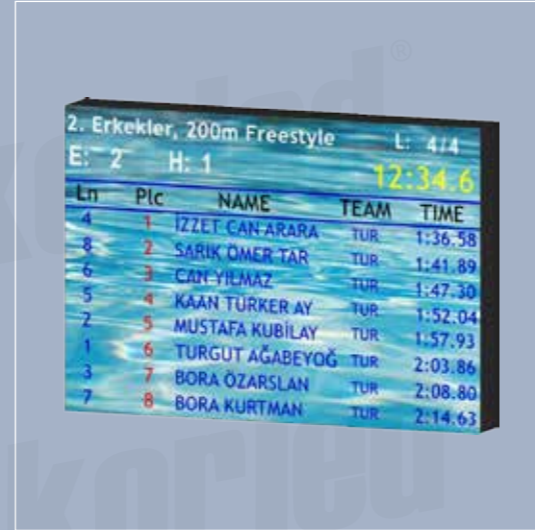 2. Erkekler, 200m Freestyle L: 4/4
E: 2 H: 1 12:34.6
Ln Plc NAME TEAM TIME
4 1 İZZET CAN ARARA TUR 1:36.58
8 2 SARIK ÖMER TAR TUR 1:41.89
6 3 CAN YILMAZ TUR 1:47.30
5 4 KAAN TÜRKER AY TUR 1:52.04
2 5 MUSTAFA KUBİLAY TUR 1:57.93
1 6 TURGUT AĞABEYOĞ TUR 2:03.86
3 7 BORA ÖZARSLAN TUR 2:08.80
7 8 BORA KURTMAN TUR 2:14.63
korled®
korled